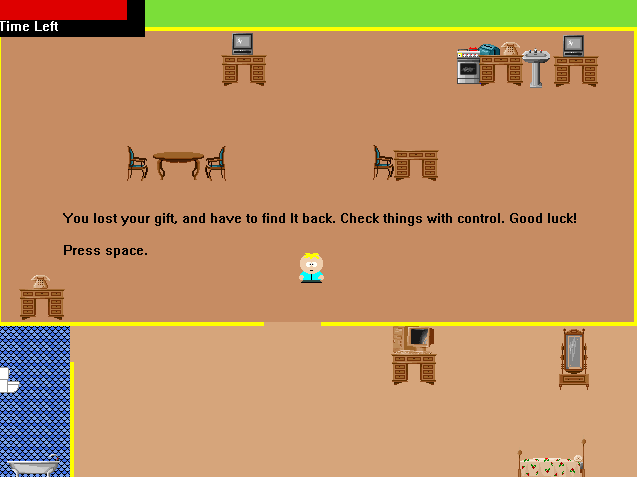 Time Left
You lost your gift, and have to find It back. Check things with control. Good luck!
Press space.